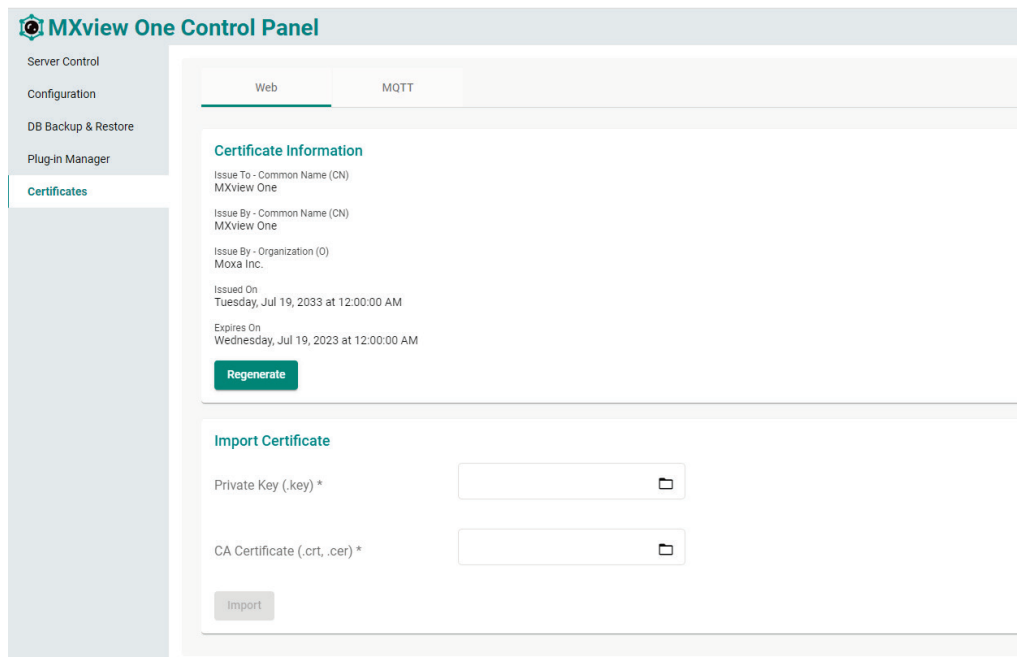 MXview One Control Panel
Server Control
Configuration
DB Backup & Restore
Plug-in Manager
Certificates
Web
MQTT
Certificate Information
Issue To - Common Name (CN)
MXview One
Issue By - Common Name (CN)
MXview One
Issue By - Organization (O)
Moxa Inc.
Issued On
Tuesday, Jul 19, 2033 at 12:00:00 AM
Expires On
Wednesday, Jul 19, 2023 at 12:00:00 AM
Regenerate
Import Certificate
Private Key (.key) *
CA Certificate (.crt, .cer) *
Import